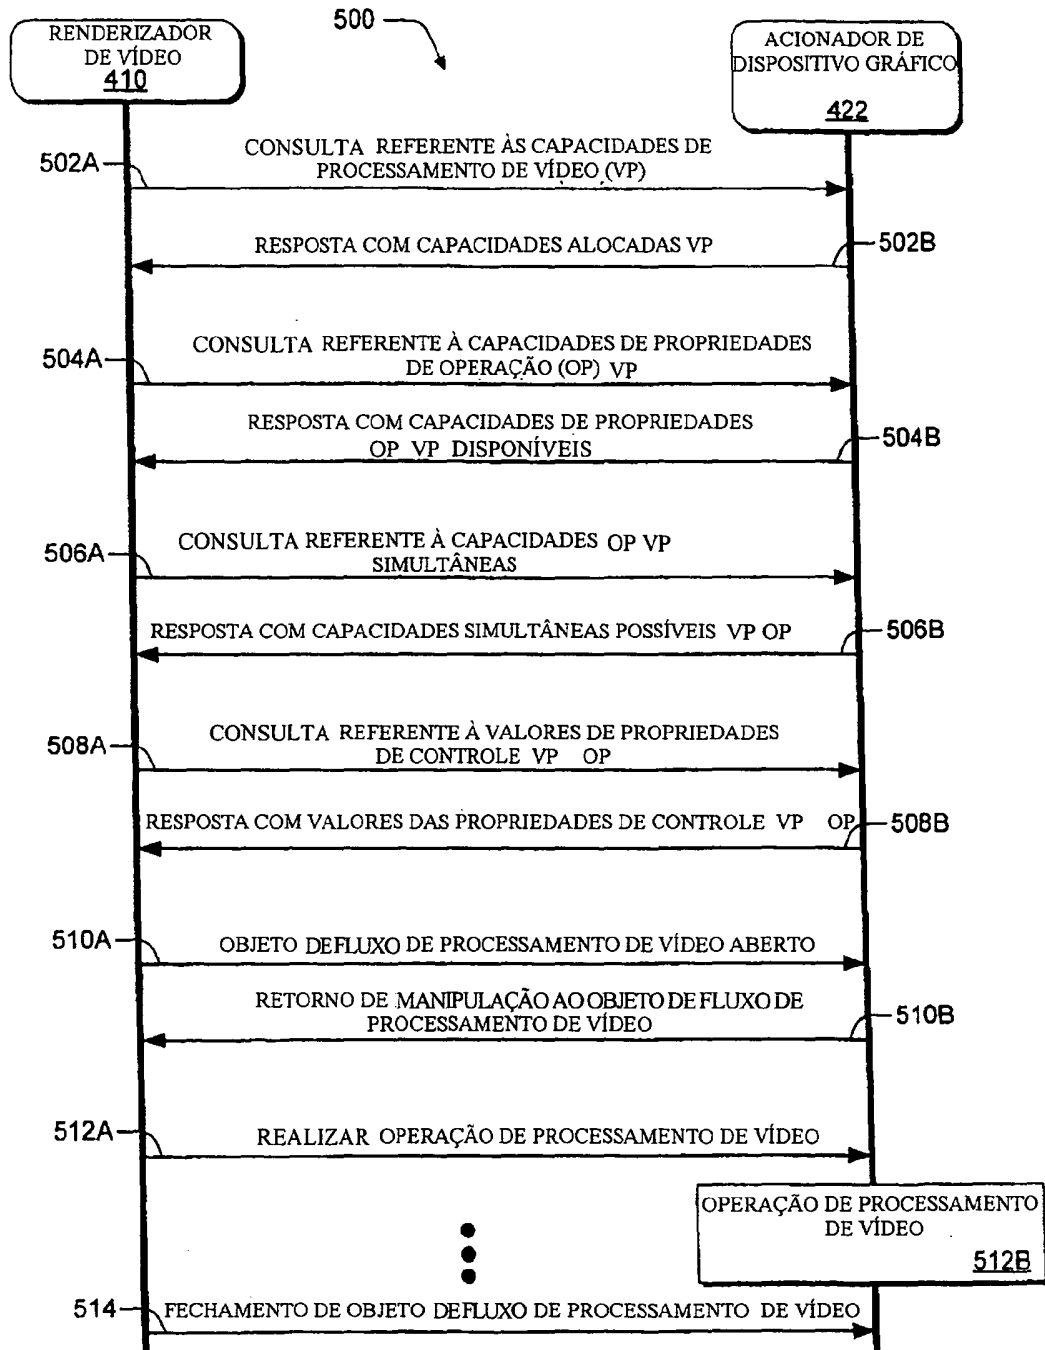 500
RENDERIZADOR
DE VÍDEO
410
ACIONADOR DE
DISPOSITIVO GRÁFICO
422
502A
CONSULTA REFERENTE ÀS CAPACIDADES DE
PROCESSAMENTO DE VÍDEO (VP)
RESPOSTA COM CAPACIDADES ALOCADAS VP
502B
504A
CONSULTA REFERENTE À CAPACIDADES DE PROPRIEDADES
DE OPERAÇÃO (OP) VP
RESPOSTA COM CAPACIDADES DE PROPRIEDADES
OP VP DISPONÍVEIS
504B
506A
CONSULTA REFERENTE À CAPACIDADES OP VP
SIMULTÂNEAS
RESPOSTA COM CAPACIDADES SIMULTÂNEAS POSSÍVEIS VP OP
506B
508A
CONSULTA REFERENTE À VALORES DE PROPRIEDADES
DE CONTROLE VP OP
RESPOSTA COM VALORES DAS PROPRIEDADES DE CONTROLE VP OP
508B
510A
OBJETO DEFLUXO DE PROCESSAMENTO DE VÍDEO ABERTO
RETORNO DE MANIPULAÇÃO AO OBJETO DE FLUXO DE
PROCESSAMENTO DE VÍDEO
510B
512A
REALIZAR OPERAÇÃO DE PROCESSAMENTO DE VÍDEO
OPERAÇÃO DE PROCESSAMENTO
DE VÍDEO
512B
514
FECHAMENTO DE OBJETO DEFLUXO DE PROCESSAMENTO DE VÍDEO